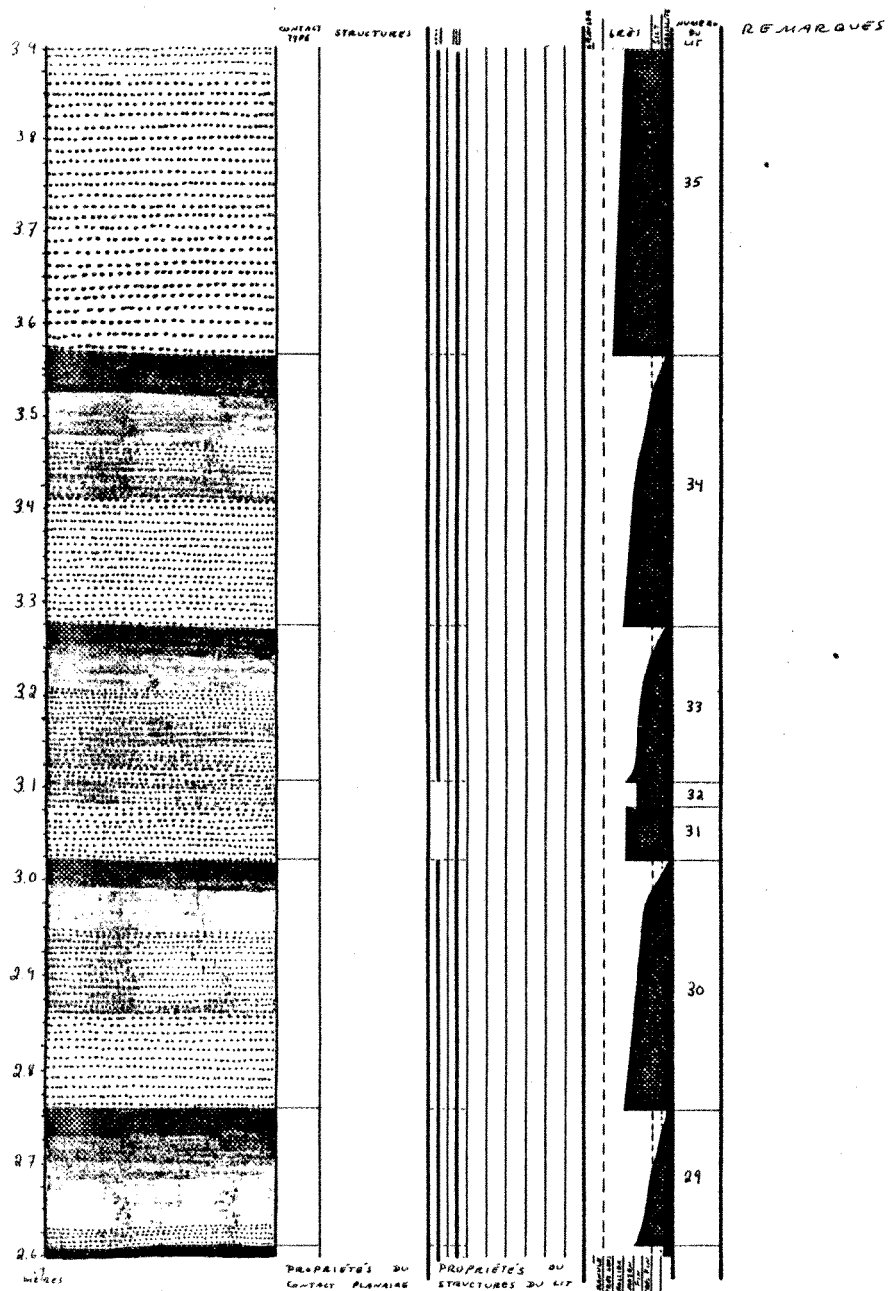 CONTACT TYPE
STRUCTURES
GRÈS
SILT
NUMÉRO DU LIT
REMARQUES
3.9
3.8
35
3.7
3.6
3.5
34
3.4
3.3
3.2
33
3.1
32
31
3.0
2.9
30
2.8
2.7
29
2.6
mètres
PROPRIÉTÉS DU CONTACT PLANAIRE
PROPRIÉTÉS DU STRUCTURES DU LIT